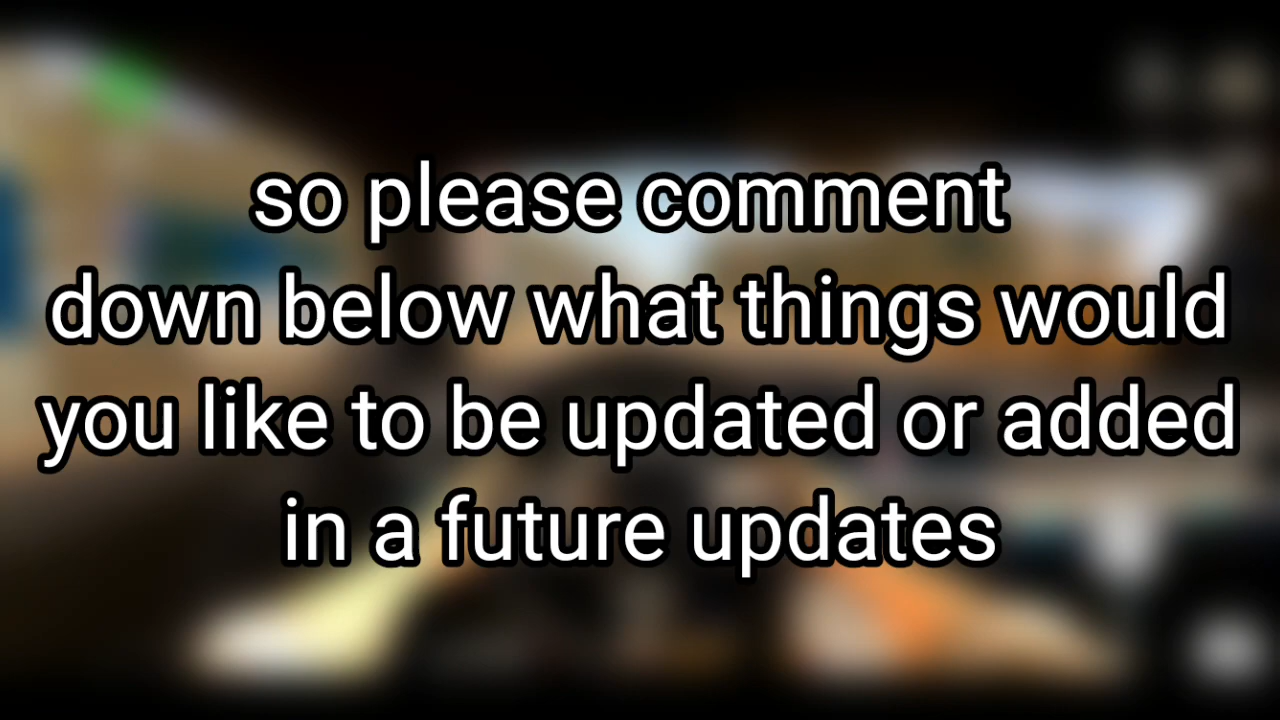 so please comment
down below what things would
you like to be updated or added
in a future updates